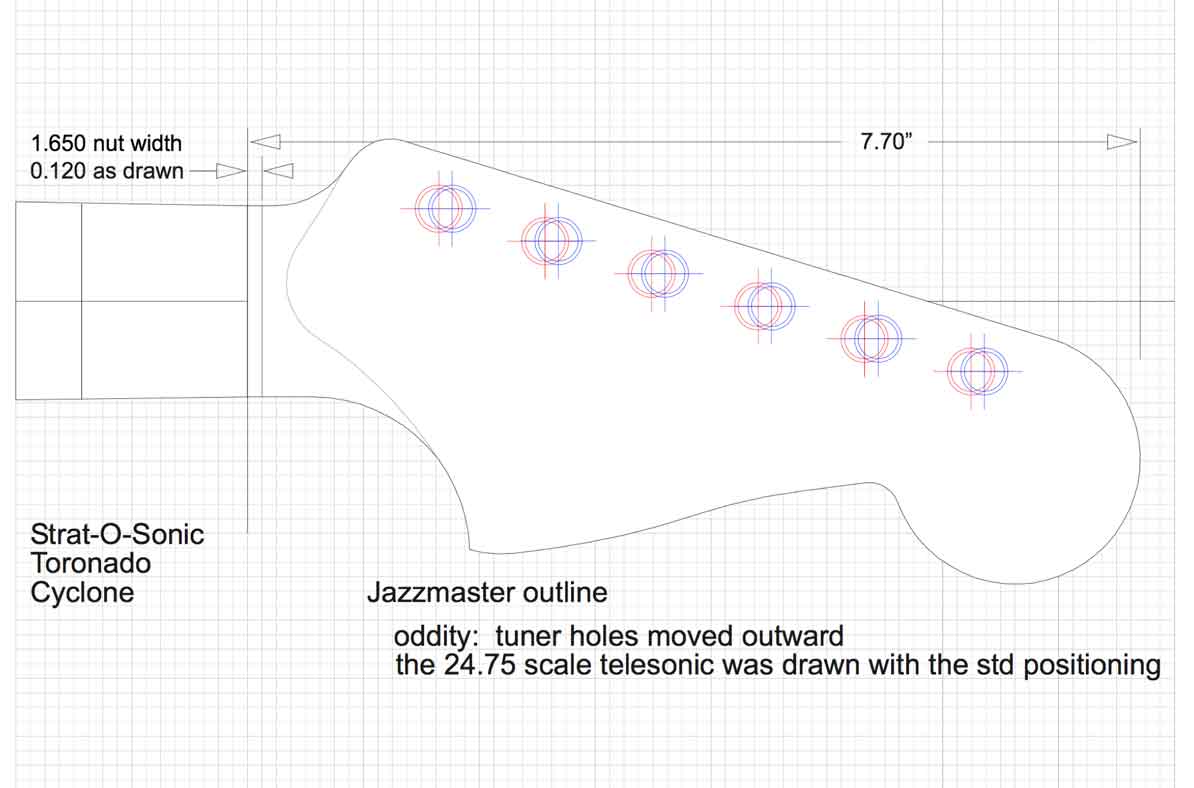 1.650 nut width
7.70”
0.120 as drawn
Strat-O-Sonic
Toronado
Cyclone
Jazzmaster outline
oddity:  tuner holes moved outward
the 24.75 scale telesonic was drawn with the std positioning